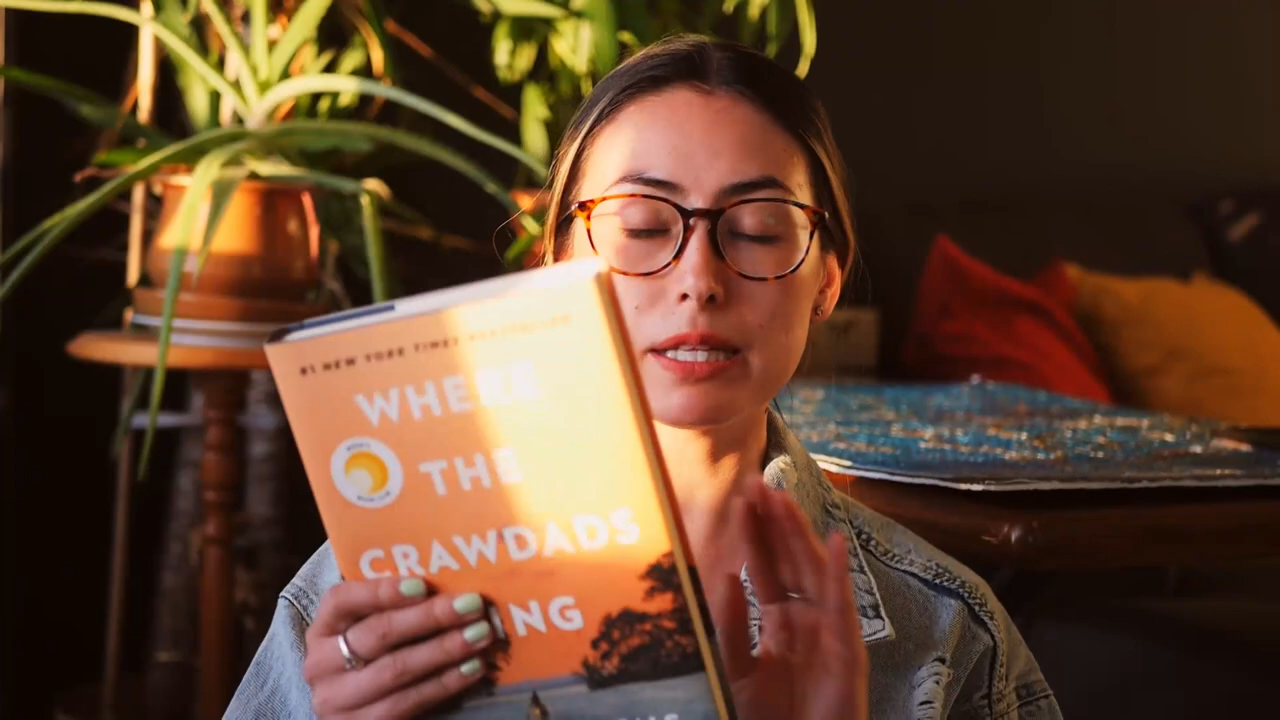 #1 NEW YORK TIMES BESTSELLER
WHERE
THE
CRAWDADS
ING